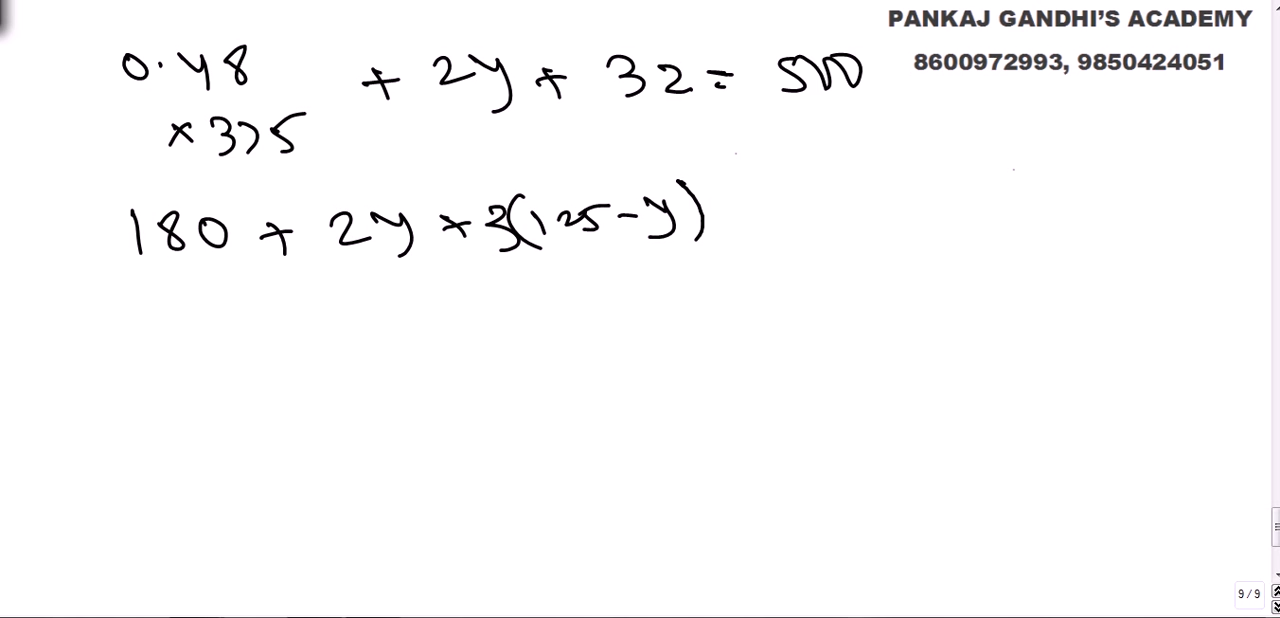 PANKAJ GANDHI'S ACADEMY
8600972993, 9850424051
0.48 + 2y + 3z = 500
× 375
180 + 2y + 3(125 - y)
9 / 9